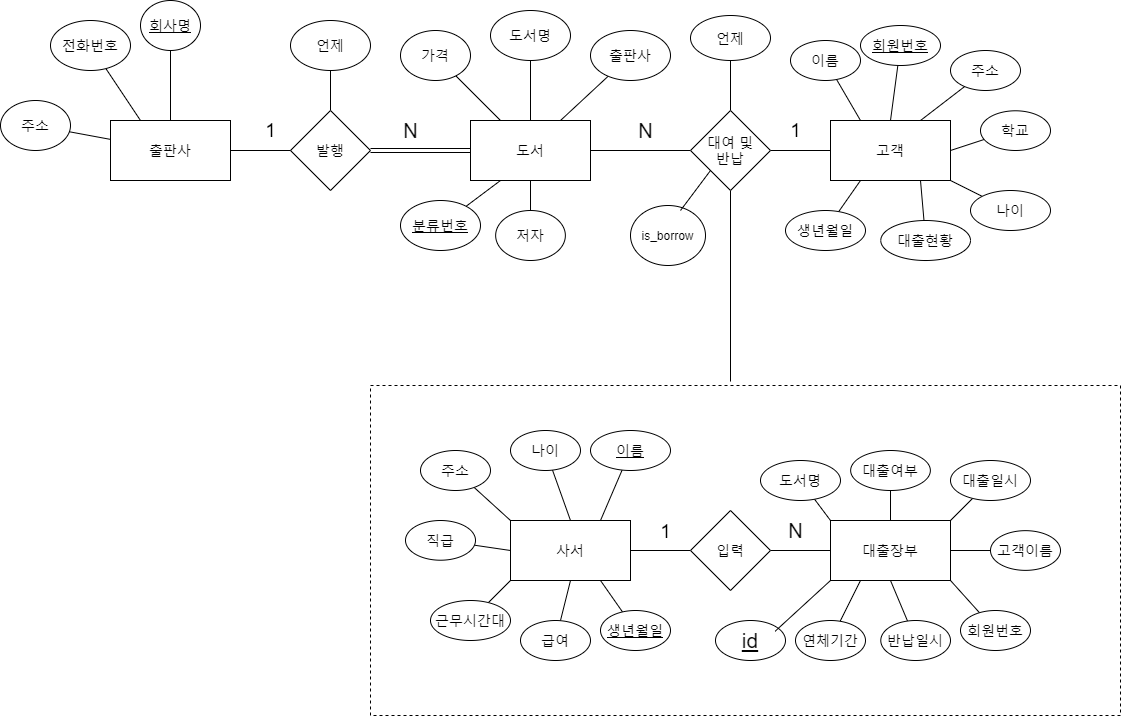 회사명
전화번호
주소
출판사
1
언제
발행
N
가격
도서명
출판사
도서
분류번호
저자
N
언제
대여 및
반납
is_borrow
1
이름
회원번호
주소
학교
나이
고객
생년월일
대출현황
주소
나이
이름
직급
사서
근무시간대
급여
생년월일
1
입력
N
도서명
대출여부
대출일시
고객이름
대출장부
id
연체기간
반납일시
회원번호